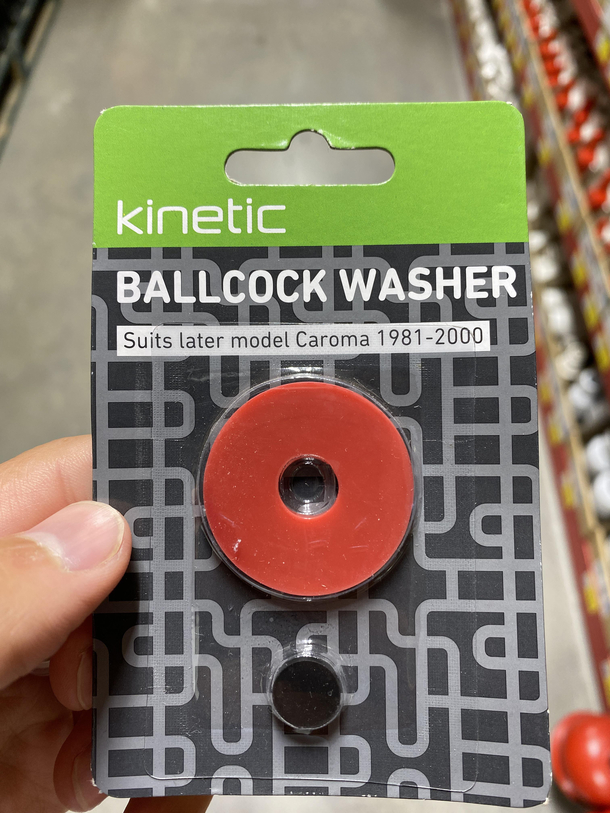 kinetic
BALLCOCK WASHER
Suits later model Caroma 1981-2000